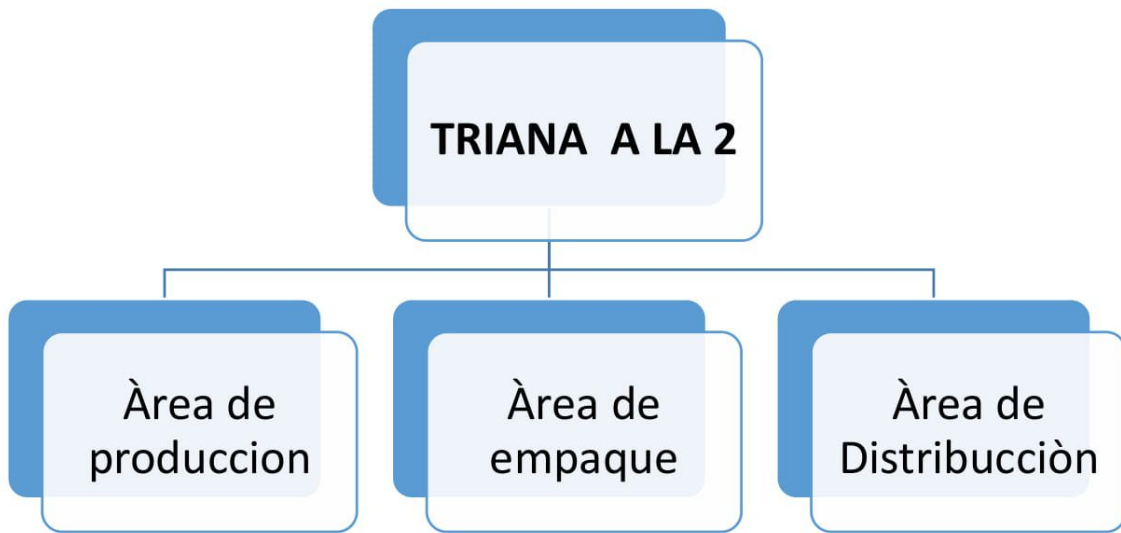 TRIANA  A LA 2
Àrea de
produccion
Àrea de
empaque
Àrea de
Distribucciòn